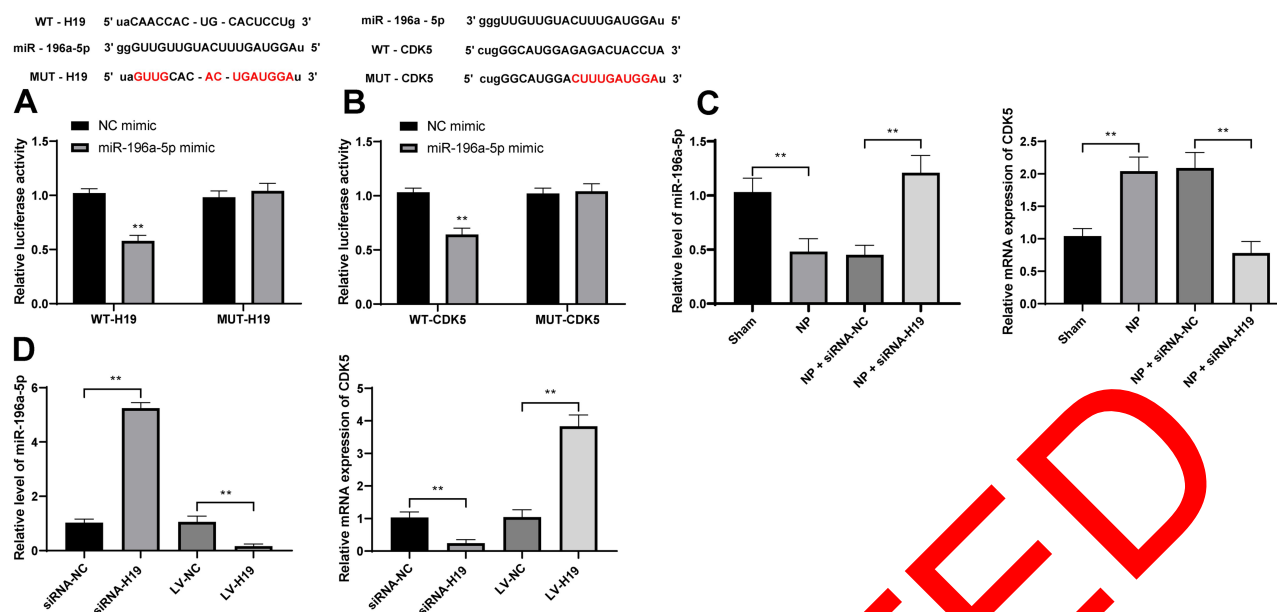 WT - H19 5' uaCAACCAC - UG - CACUCCUg 3'
miR - 196a-5p 3' ggGUUGUUGUACUUUGAUGGAu 5'
MUT - H19 5' uaGUUGCAC - AC - UGAUGGAu 3'
miR - 196a - 5p 3' gggUUGUUGUACUUUGAUGGAu 5'
WT - CDK5 5' cugGGCAUGGAGAGACUACCUA 3'
MUT - CDK5 5' cugGGCAUGGACUUUGAUGGAu 3'
A
NC mimic
miR-196a-5p mimic
Relative luciferase activity
1.5
1.0
0.5
0.0
**
WT-H19 MUT-H19
B
NC mimic
miR-196a-5p mimic
Relative luciferase activity
1.5
1.0
0.5
0.0
**
WT-CDK5 MUT-CDK5
C
Relative level of miR-196a-5p
1.5
1.0
0.5
0.0
**
**
Sham
NP
NP + siRNA-NC
NP + siRNA-H19
Relative mRNA expression of CDK5
2.5
2.0
1.5
1.0
0.5
0.0
**
**
Sham
NP
NP + siRNA-NC
NP + siRNA-H19
D
Relative level of miR-196a-5p
6
4
2
0
**
**
siRNA-NC
siRNA-H19
LV-NC
LV-H19
Relative mRNA expression of CDK5
5
4
3
2
1
0
**
**
siRNA-NC
siRNA-H19
LV-NC
LV-H19
ED